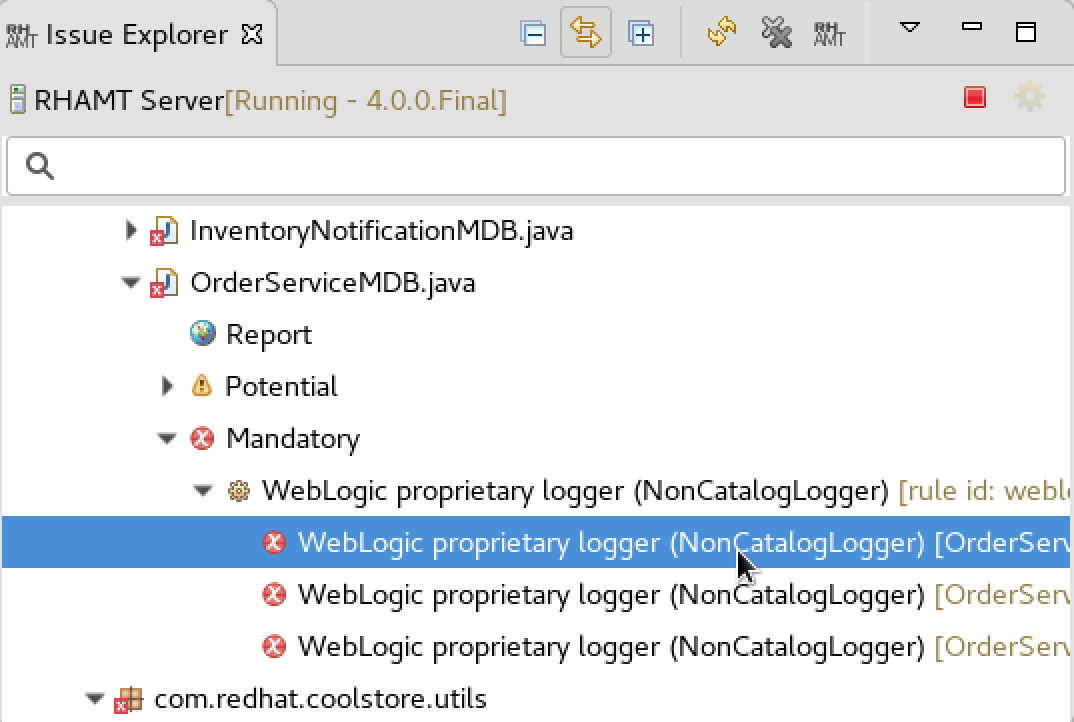 RH AMT Issue Explorer RH AMT
RHAMT Server[Running - 4.0.0.Final]
InventoryNotificationMDB.java
OrderServiceMDB.java
Report
Potential
Mandatory
WebLogic proprietary logger (NonCatalogLogger) [rule id: webl
WebLogic proprietary logger (NonCatalogLogger) [OrderServ
WebLogic proprietary logger (NonCatalogLogger) [OrderServ
WebLogic proprietary logger (NonCatalogLogger) [OrderServ
com.redhat.coolstore.utils